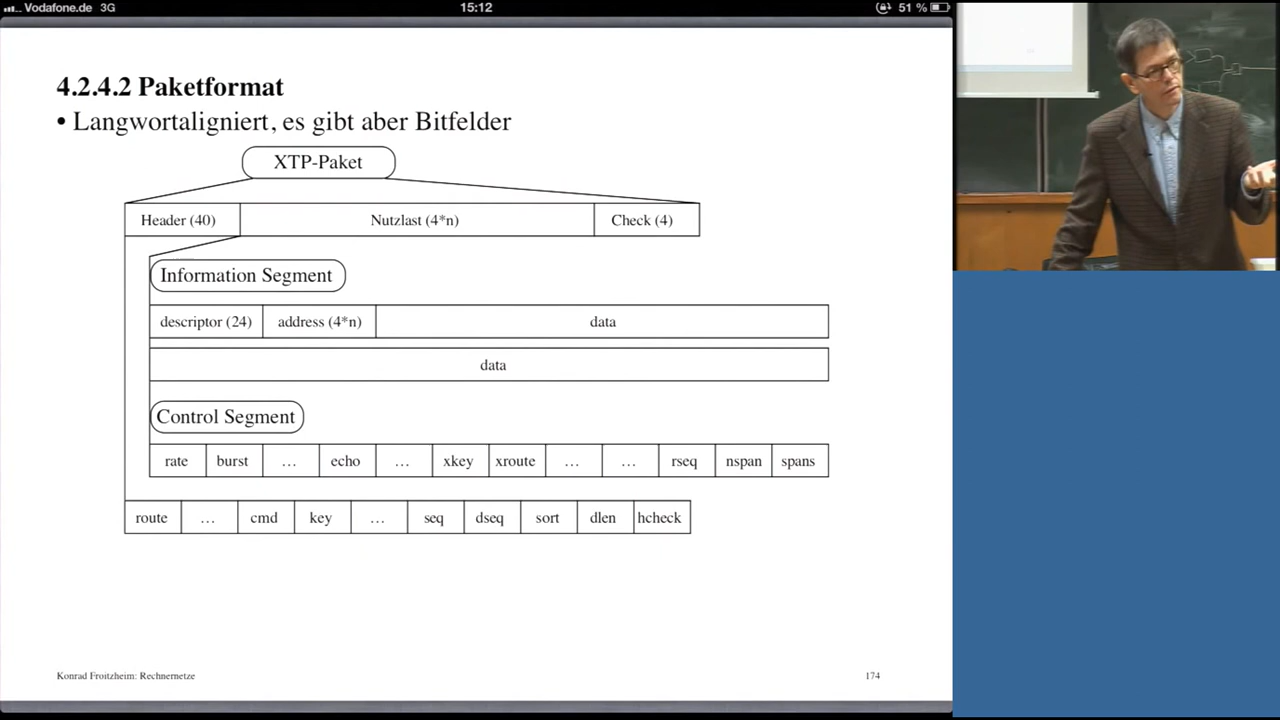 Vodafone.de 3G 15:12 51 %
4.2.4.2 Paketformat
• Langwortaligniert, es gibt aber Bitfelder
XTP-Paket
Header (40) Nutzlast (4*n) Check (4)
Information Segment
descriptor (24) address (4*n) data
data
Control Segment
rate burst … echo … xkey xroute … … rseq nspan spans
route … cmd key … seq dseq sort dlen hcheck
Konrad Froitzheim: Rechnernetze 174